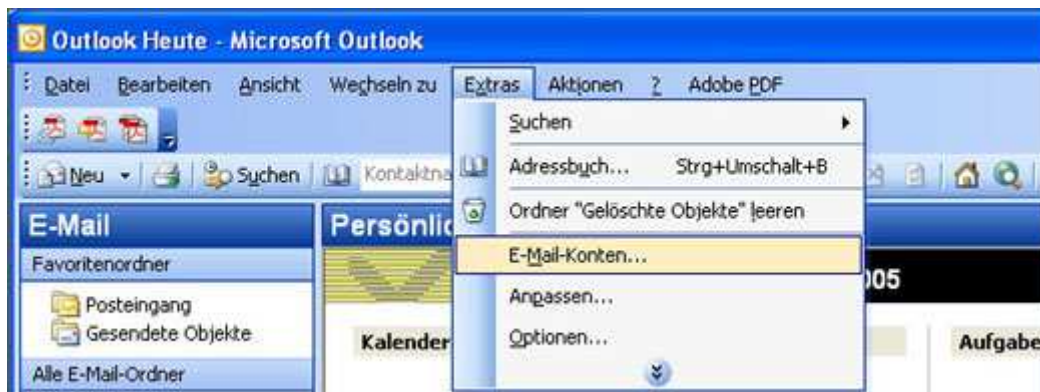 Outlook Heute - Microsoft Outlook
Datei Bearbeiten Ansicht Wechseln zu Extras Aktionen ? Adobe PDF
Suchen
Neu Suchen Kontaktna
Adressbuch... Strg+Umschalt+B
Ordner "Gelöschte Objekte" leeren
E-Mail Persönlic
Favoritenordner
E-Mail-Konten...
005
Posteingang
Anpassen...
Gesendete Objekte
Kalender
Optionen...
Aufgabe
Alle E-Mail-Ordner